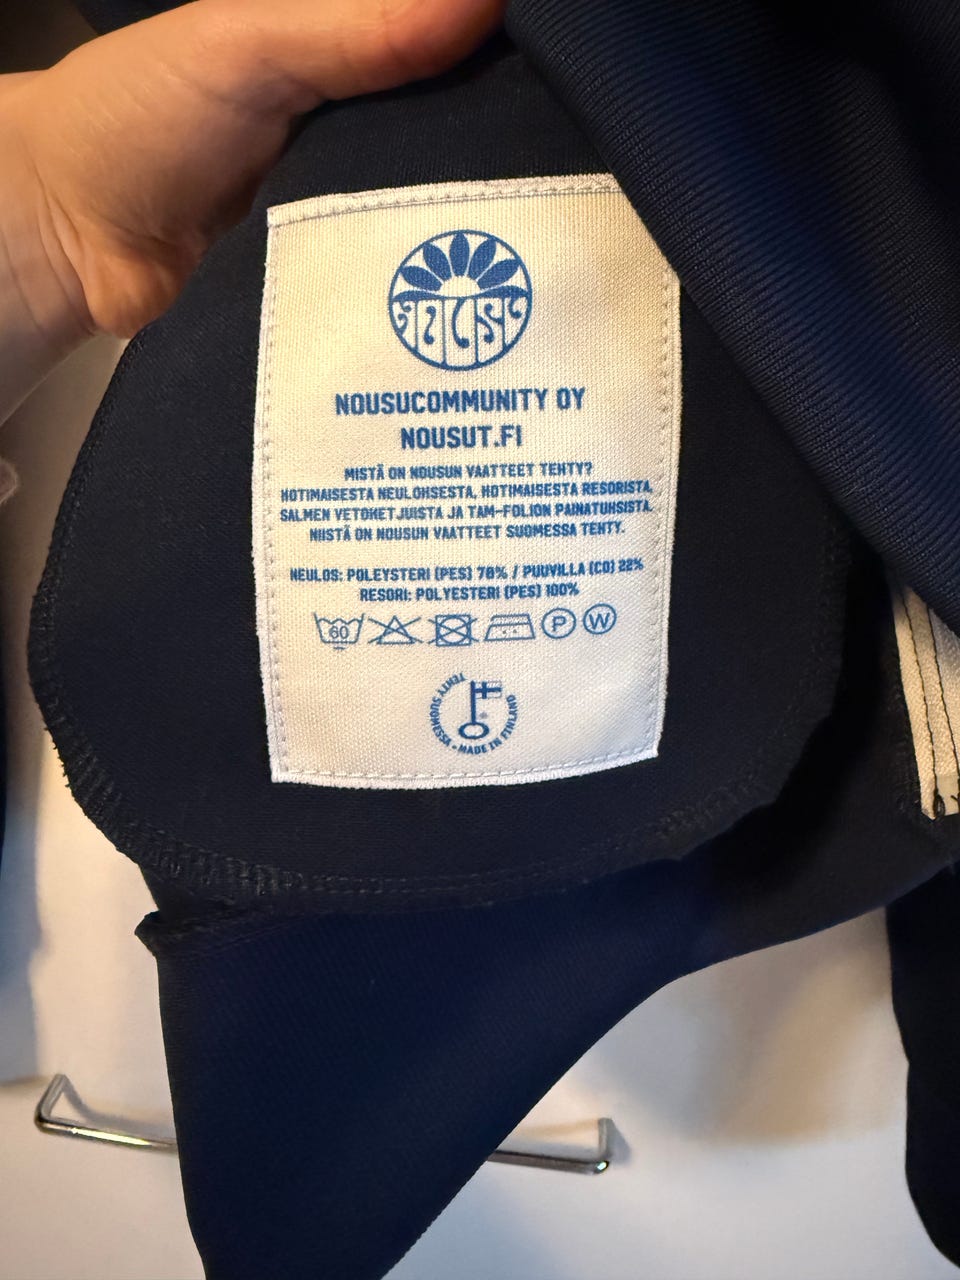 NOUSU
NOUSUCOMMUNITY OY
NOUSUT.FI
MISTÄ ON NOUSUN VAATTEET TEHTY?
KOTIMAISESTA NEULOKSESTA, KOTIMAISESTA RESORISTA,
SALMEN VETOKETJUISTA JA TAM-FOLION PAINATUKSISTA.
NIISTÄ ON NOUSUN VAATTEET SUOMESSA TEHTY.
NEULOS: POLEYSTERI (PES) 78% / PUUVILLA (CO) 22%
RESORI: POLYESTERI (PES) 100%
60 P W
TEHTY SUOMESSA • MADE IN FINLAND